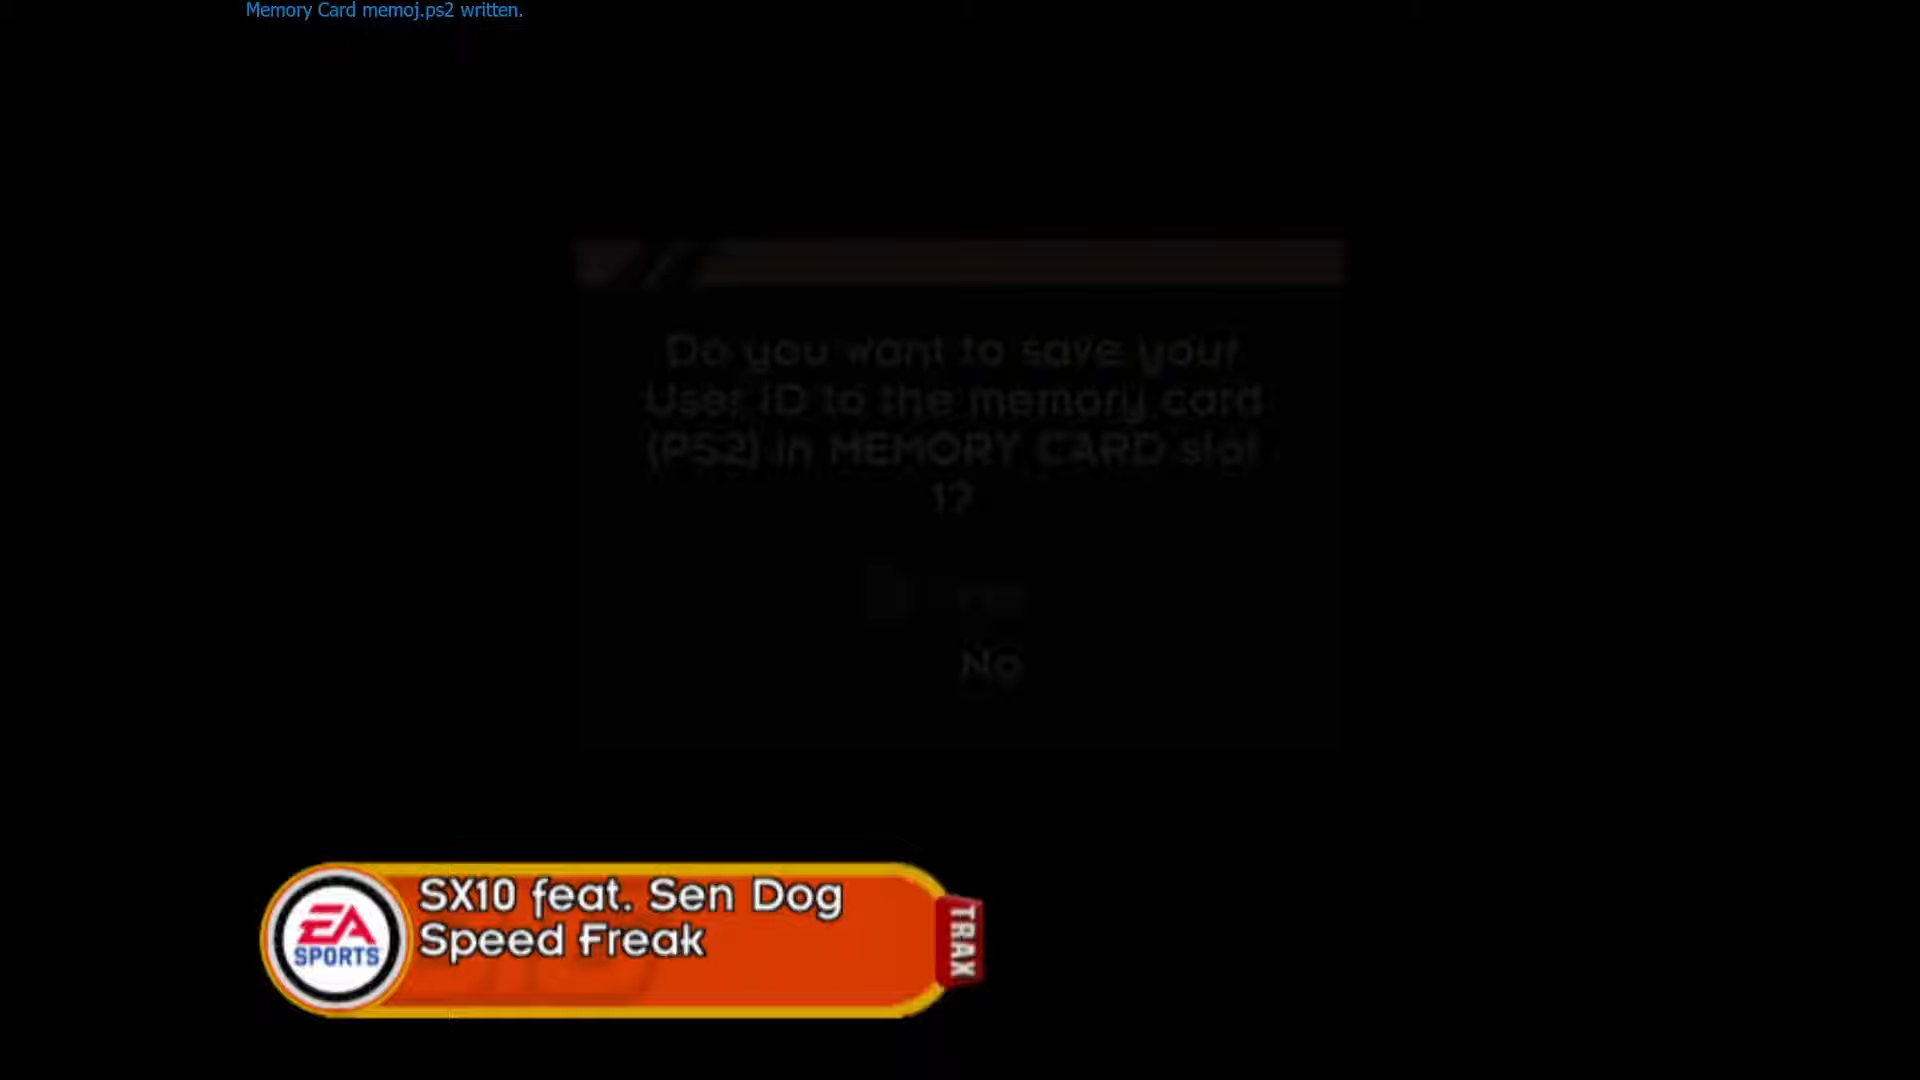 Memory Card memoj.ps2 written.
Do you want to save your
User ID to the memory card
(PS2) in MEMORY CARD slot
1?
No
SX10 feat. Sen Dog
Speed Freak
EA
SPORTS
TRAX